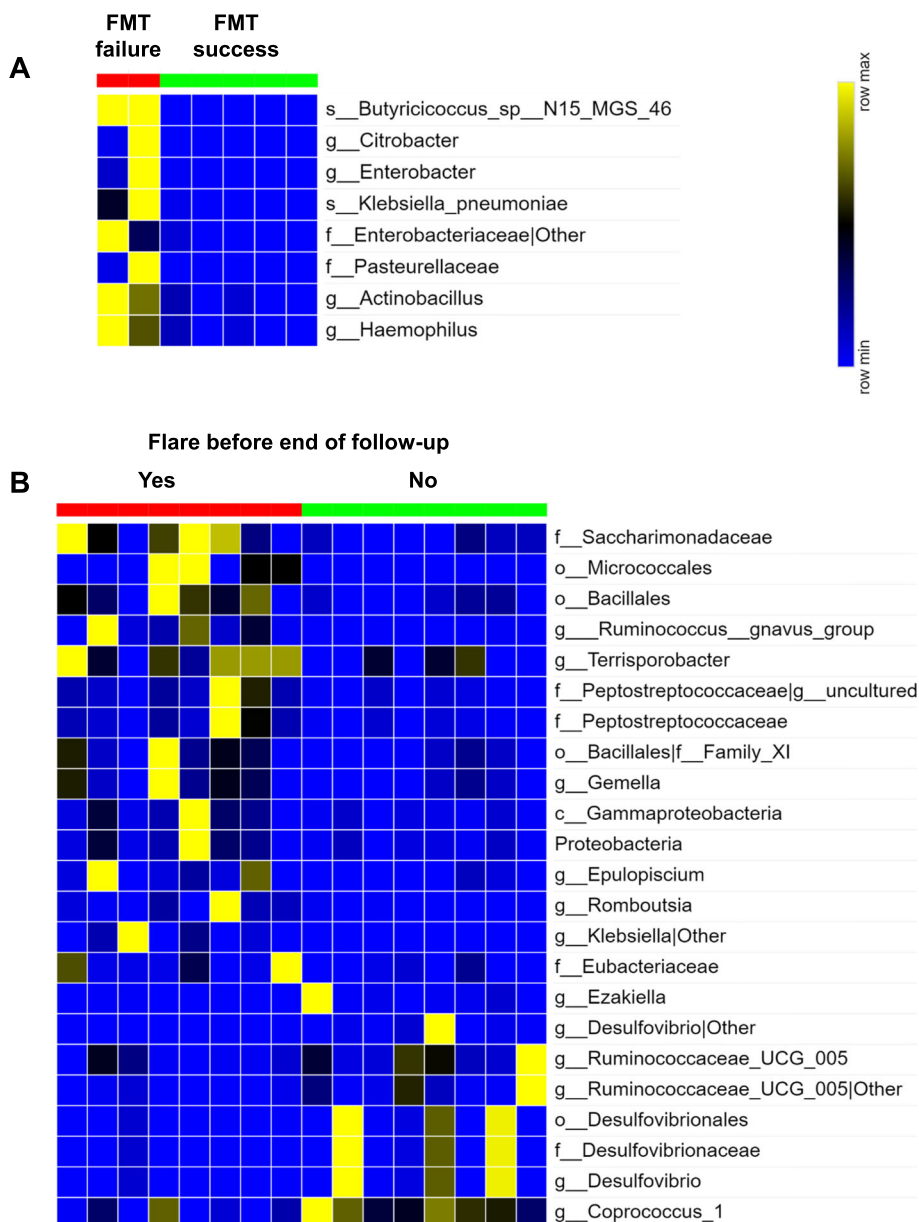 FMT failure
FMT success
A
s__Butyricicoccus_sp__N15_MGS_46
g__Citrobacter
g__Enterobacter
s__Klebsiella_pneumoniae
f__Enterobacteriaceae|Other
f__Pasteurellaceae
g__Actinobacillus
g__Haemophilus
row max
row min
Flare before end of follow-up
B
Yes
No
f__Saccharimonadaceae
o__Micrococcales
o__Bacillales
g___Ruminococcus__gnavus_group
g__Terrisporobacter
f__Peptostreptococcaceae|g__uncultured
f__Peptostreptococcaceae
o__Bacillales|f__Family_XI
g__Gemella
c__Gammaproteobacteria
Proteobacteria
g__Epulopiscium
g__Romboutsia
g__Klebsiella|Other
f__Eubacteriaceae
g__Ezakiella
g__Desulfovibrio|Other
g__Ruminococcaceae_UCG_005
g__Ruminococcaceae_UCG_005|Other
o__Desulfovibrionales
f__Desulfovibrionaceae
g__Desulfovibrio
g__Coprococcus_1